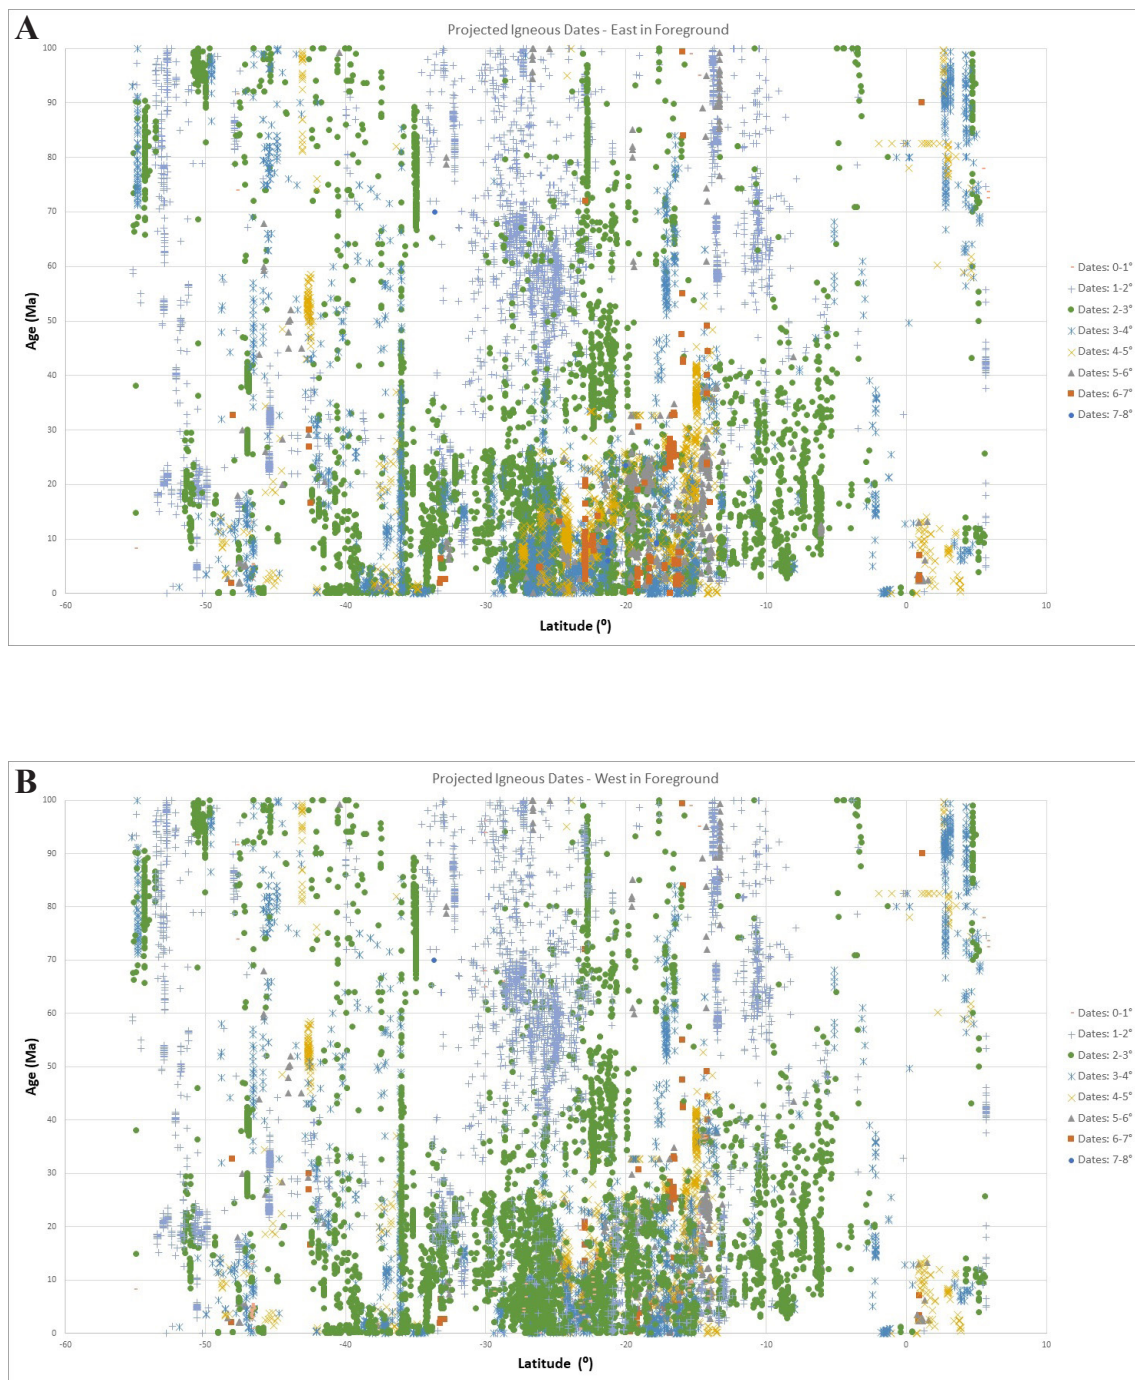 A
Projected Igneous Dates - East in Foreground
100
90
80
70
60
50
40
30
20
10
0
Age (Ma)
-60 -50 -40 -30 -20 -10 0 10
Latitude (⁰)
Dates: 0-1°
Dates: 1-2°
Dates: 2-3°
Dates: 3-4°
Dates: 4-5°
Dates: 5-6°
Dates: 6-7°
Dates: 7-8°
B
Projected Igneous Dates - West in Foreground
100
90
80
70
60
50
40
30
20
10
0
Age (Ma)
-60 -50 -40 -30 -20 -10 0 10
Latitude (⁰)
Dates: 0-1°
Dates: 1-2°
Dates: 2-3°
Dates: 3-4°
Dates: 4-5°
Dates: 5-6°
Dates: 6-7°
Dates: 7-8°